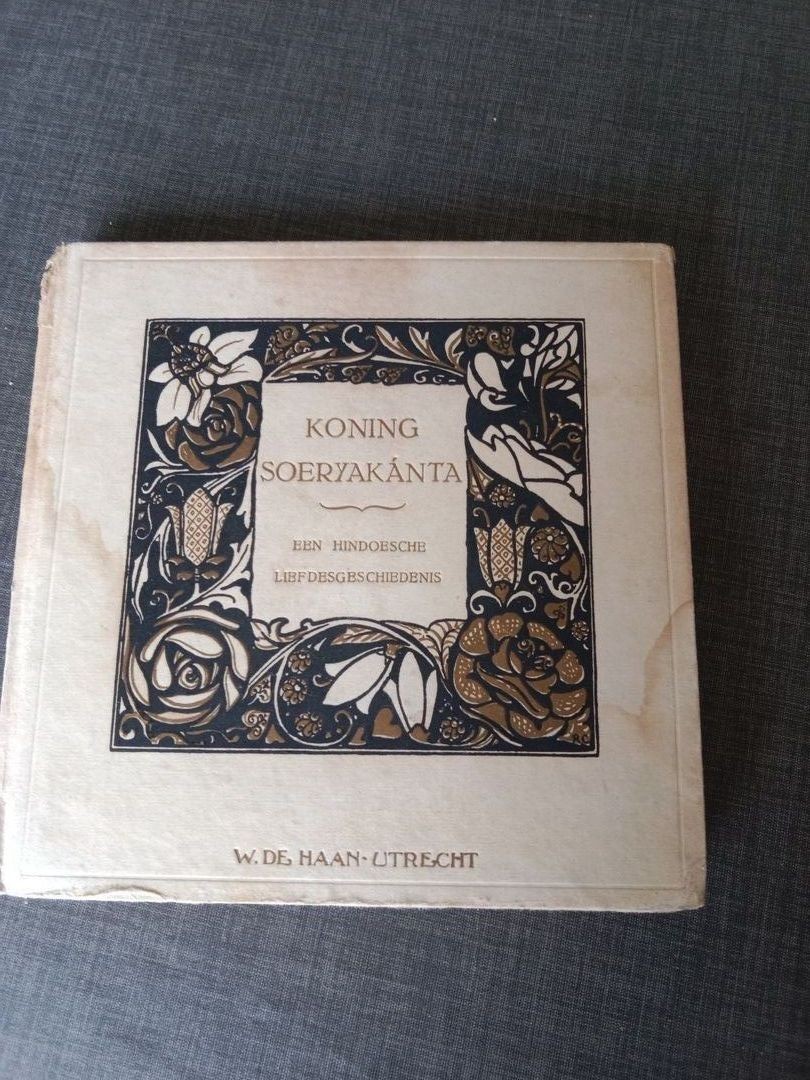 KONING
SOERYAKÁNTA
EEN HINDOESCHE
LIEFDESGESCHIEDENIS
W. DE HAAN · UTRECHT